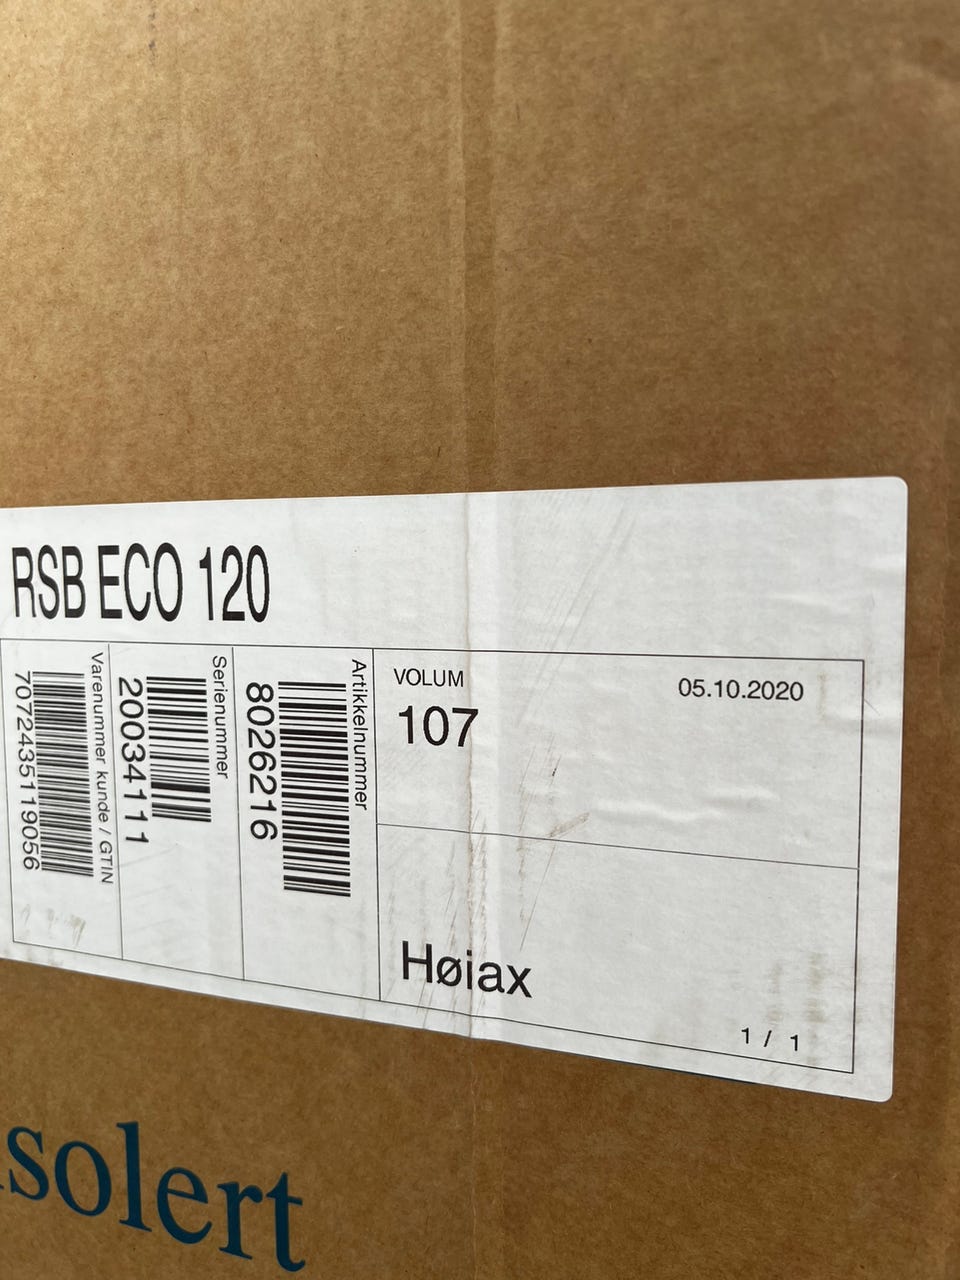 RSB ECO 120
VOLUM
107
05.10.2020
Artikkelnummer
8026216
Serienummer
20034111
Varenummer kunde / GTIN
7072435119056
Høiax
1 / 1
solert